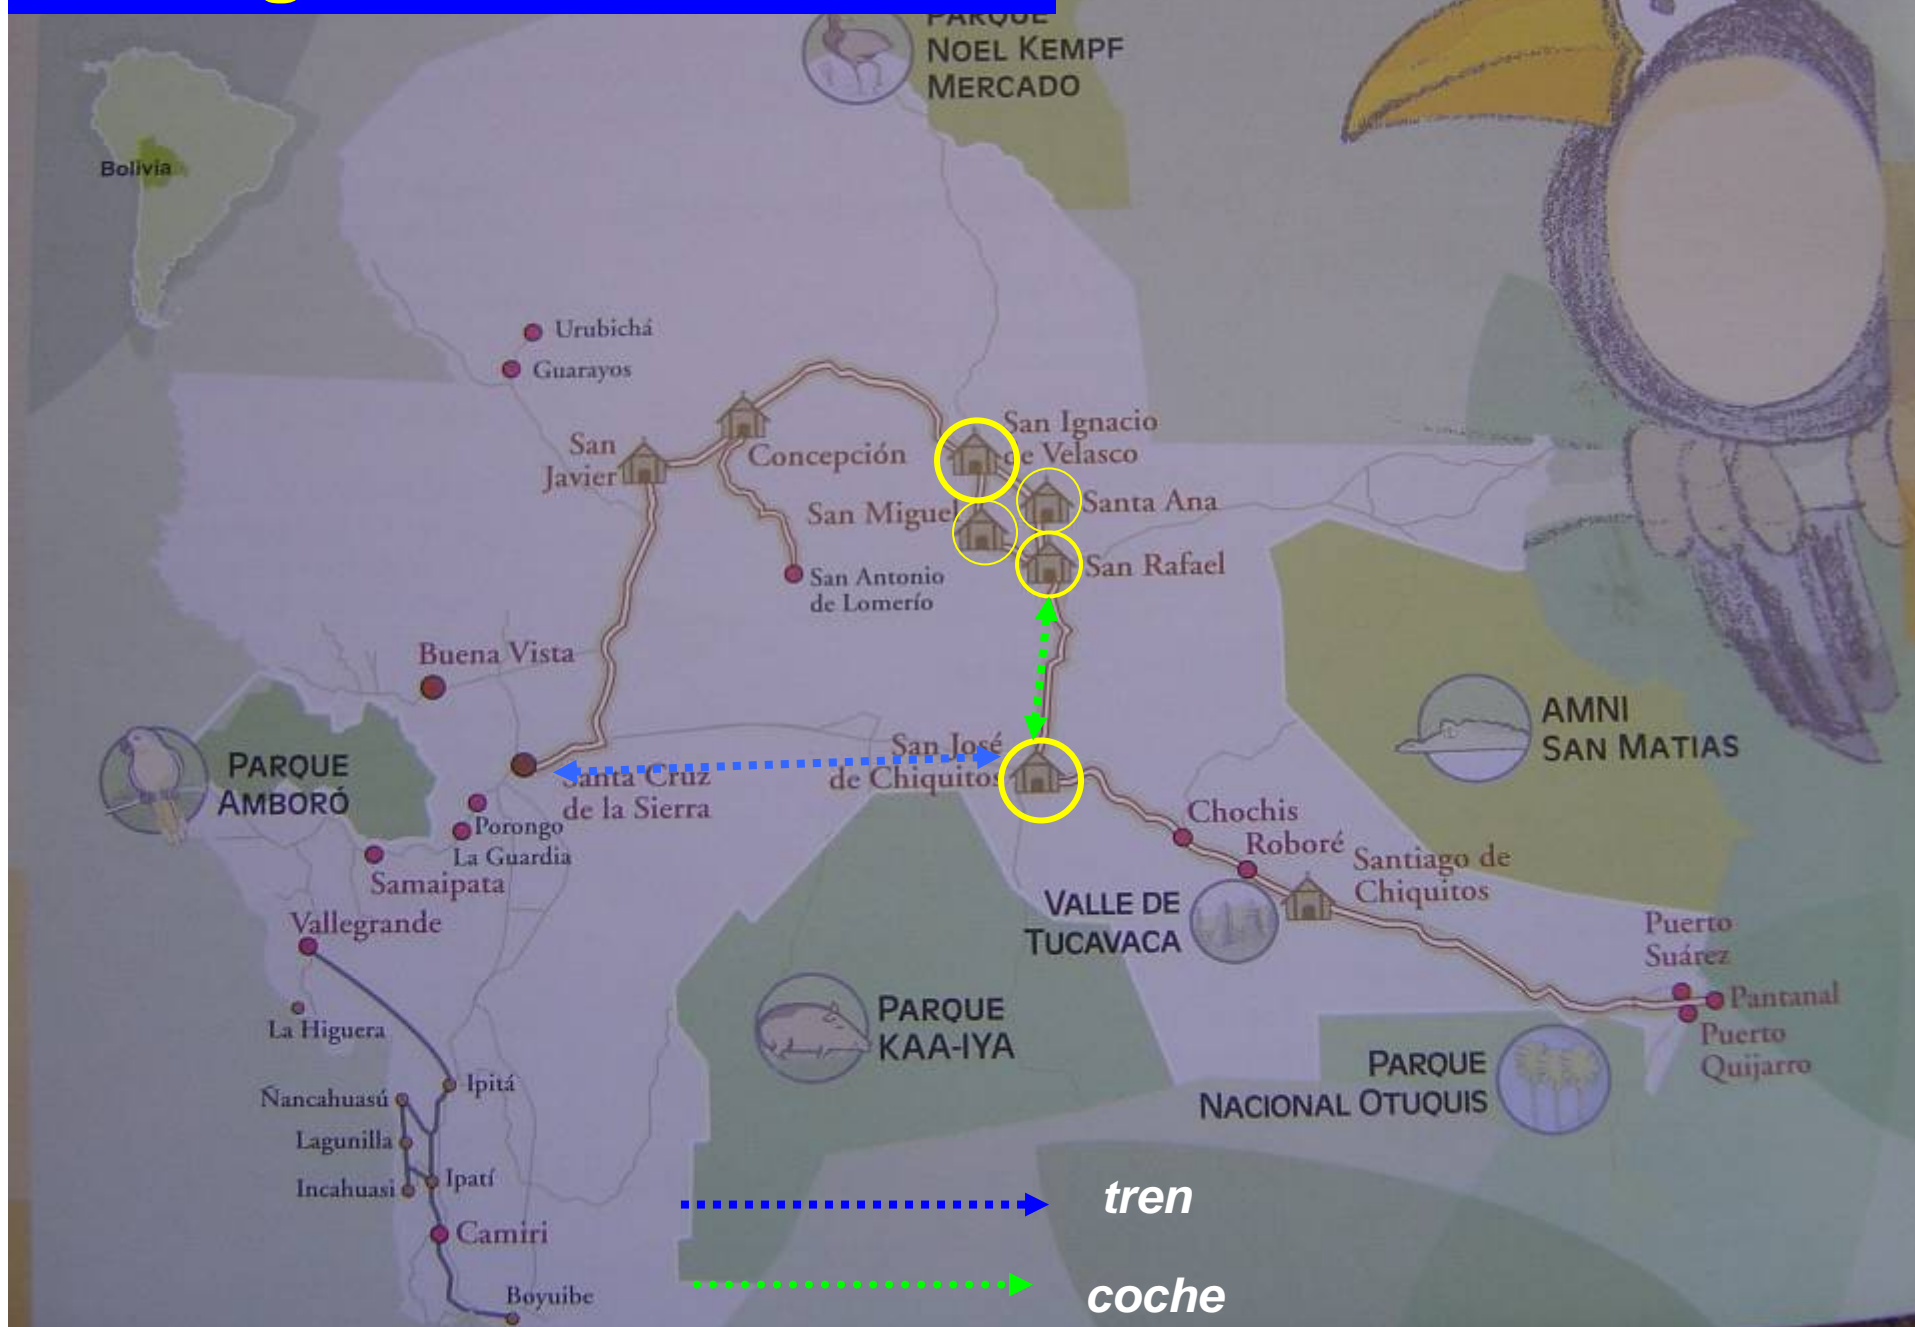 PARQUE
NOEL KEMPF
MERCADO
Bolivia
Urubichá
Guarayos
San
Javier
Concepción
San Ignacio
de Velasco
San Miguel
Santa Ana
San Rafael
San Antonio
de Lomerío
Buena Vista
PARQUE
AMBORÓ
Santa Cruz
de la Sierra
San José
de Chiquitos
AMNI
SAN MATIAS
Porongo
La Guardia
Samaipata
Vallegrande
La Higuera
Chochis
Roboré
Santiago de
Chiquitos
VALLE DE
TUCAVACA
Puerto
Suárez
Pantanal
Puerto
Quijarro
PARQUE
KAA-IYA
PARQUE
NACIONAL OTUQUIS
Ipitá
Ñancahuasú
Lagunilla
Incahuasi
Ipatí
Camiri
Boyuibe
tren
coche